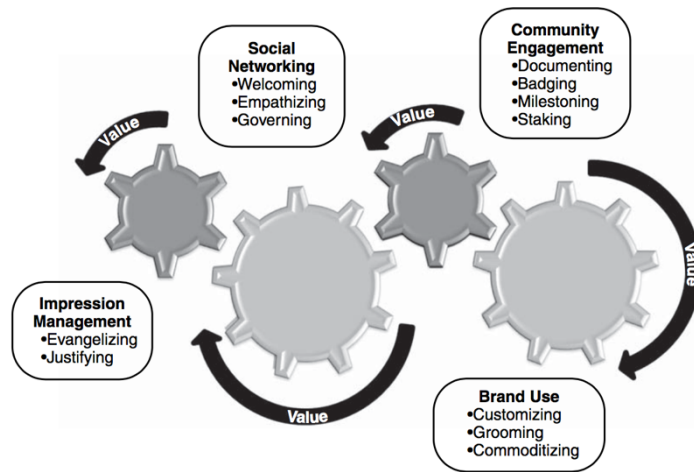 Social
Networking
•Welcoming
•Empathizing
•Governing
Community
Engagement
•Documenting
•Badging
•Milestoning
•Staking
Value
Value
Value
Impression
Management
•Evangelizing
•Justifying
Value
Brand Use
•Customizing
•Grooming
•Commoditizing